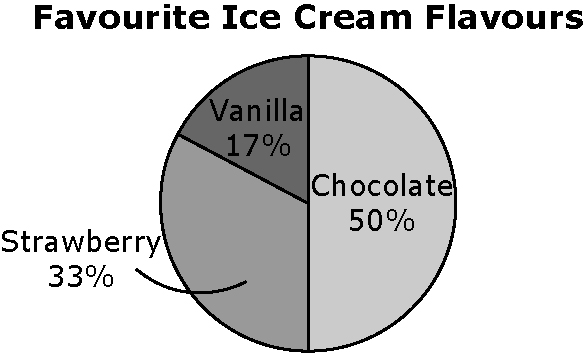 Favourite Ice Cream Flavours
Vanilla
17%
Chocolate
50%
Strawberry
33%